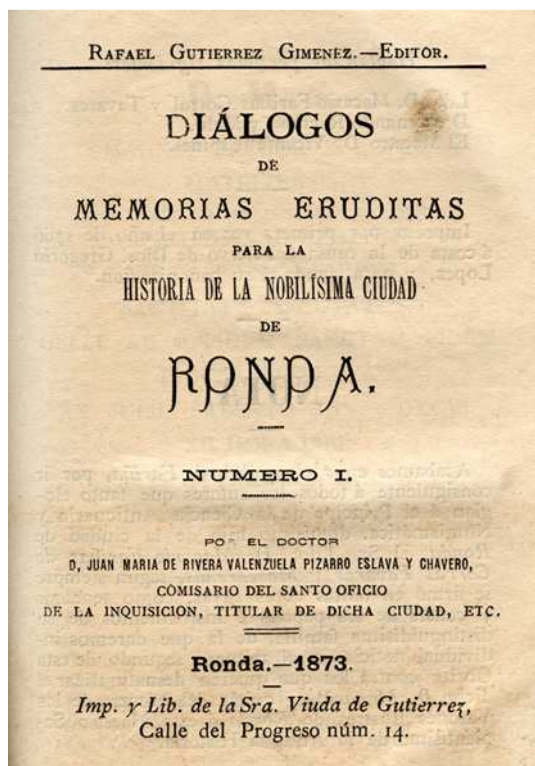 RAFAEL GUTIERREZ GIMENEZ.—EDITOR.
DIÁLOGOS
DE
MEMORIAS ERUDITAS
PARA LA
HISTORIA DE LA NOBILÍSIMA CIUDAD
DE
RONDA.
NUMERO I.
POR EL DOCTOR
D, JUAN MARIA DE RIVERA VALENZUELA PIZARRO ESLAVA Y CHAVERO,
COMISARIO DEL SANTO OFICIO
DE LA INQUISICION, TITULAR DE DICHA CIUDAD, ETC.
Ronda.—1873.
Imp. y Lib. de la Sra. Viuda de Gutierrez,
Calle del Progreso núm. 14.